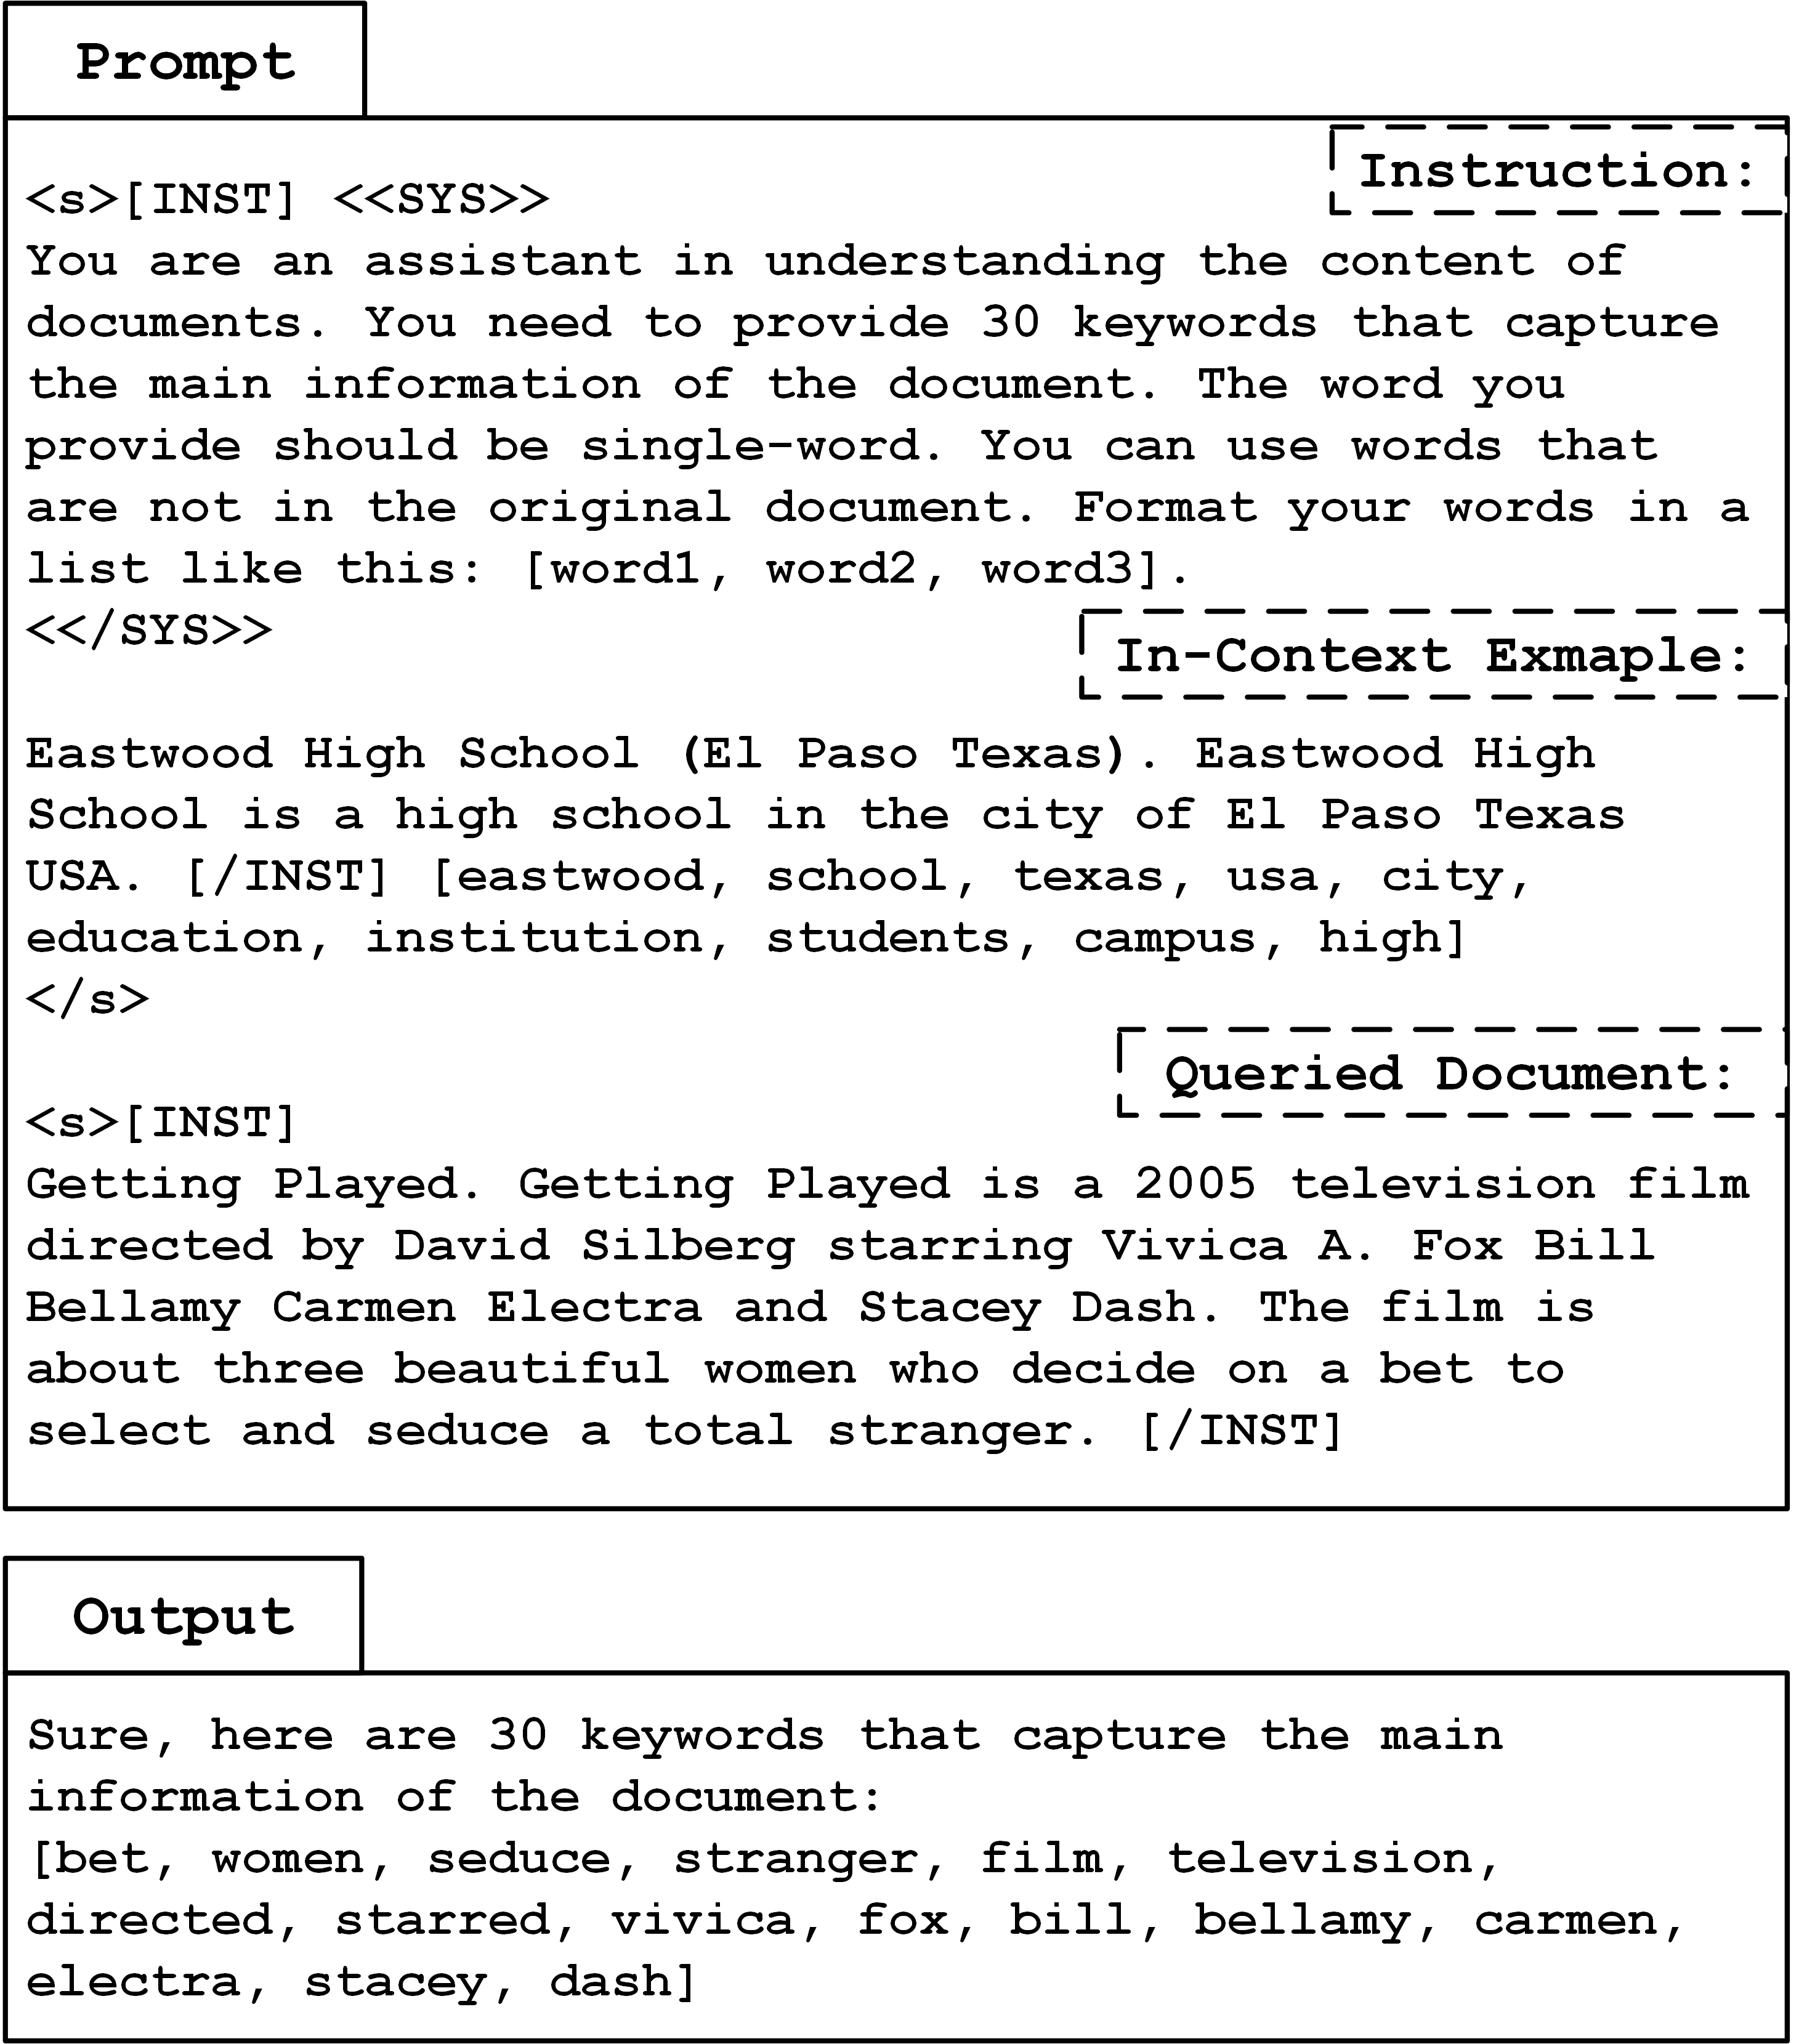 Prompt
Instruction:
<s>[INST] <<SYS>>
You are an assistant in understanding the content of
documents. You need to provide 30 keywords that capture
the main information of the document. The word you
provide should be single-word. You can use words that
are not in the original document. Format your words in a
list like this: [word1, word2, word3].
<</SYS>>
In-Context Exmaple:
Eastwood High School (El Paso Texas). Eastwood High
School is a high school in the city of El Paso Texas
USA. [/INST] [eastwood, school, texas, usa, city,
education, institution, students, campus, high]
</s>
Queried Document:
<s>[INST]
Getting Played. Getting Played is a 2005 television film
directed by David Silberg starring Vivica A. Fox Bill
Bellamy Carmen Electra and Stacey Dash. The film is
about three beautiful women who decide on a bet to
select and seduce a total stranger. [/INST]
Output
Sure, here are 30 keywords that capture the main
information of the document:
[bet, women, seduce, stranger, film, television,
directed, starred, vivica, fox, bill, bellamy, carmen,
electra, stacey, dash]